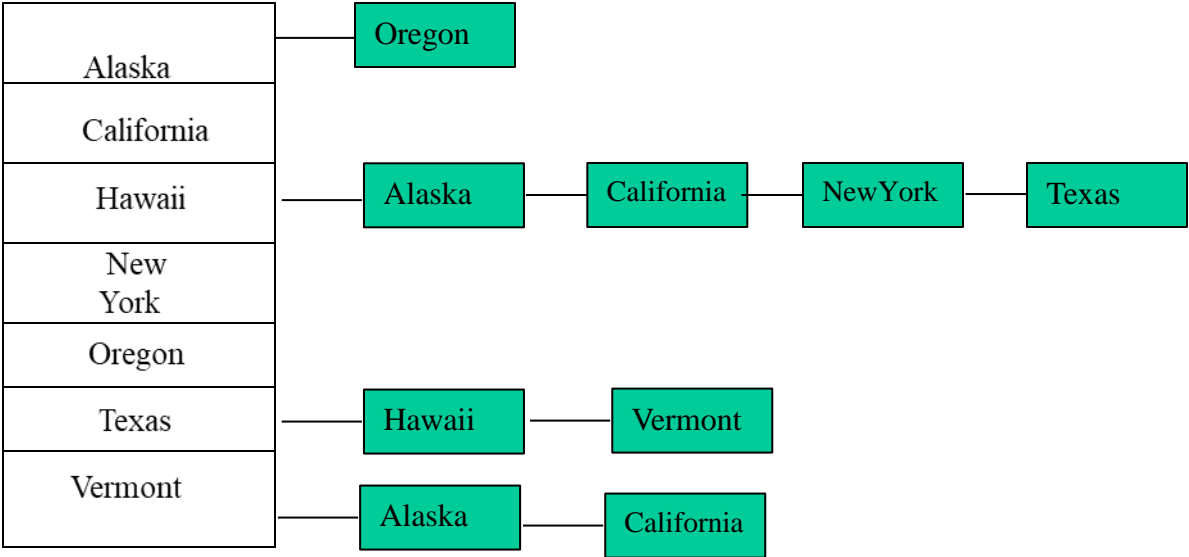 Alaska
Oregon
California
Hawaii
Alaska
California
NewYork
Texas
New
York
Oregon
Texas
Hawaii
Vermont
Vermont
Alaska
California